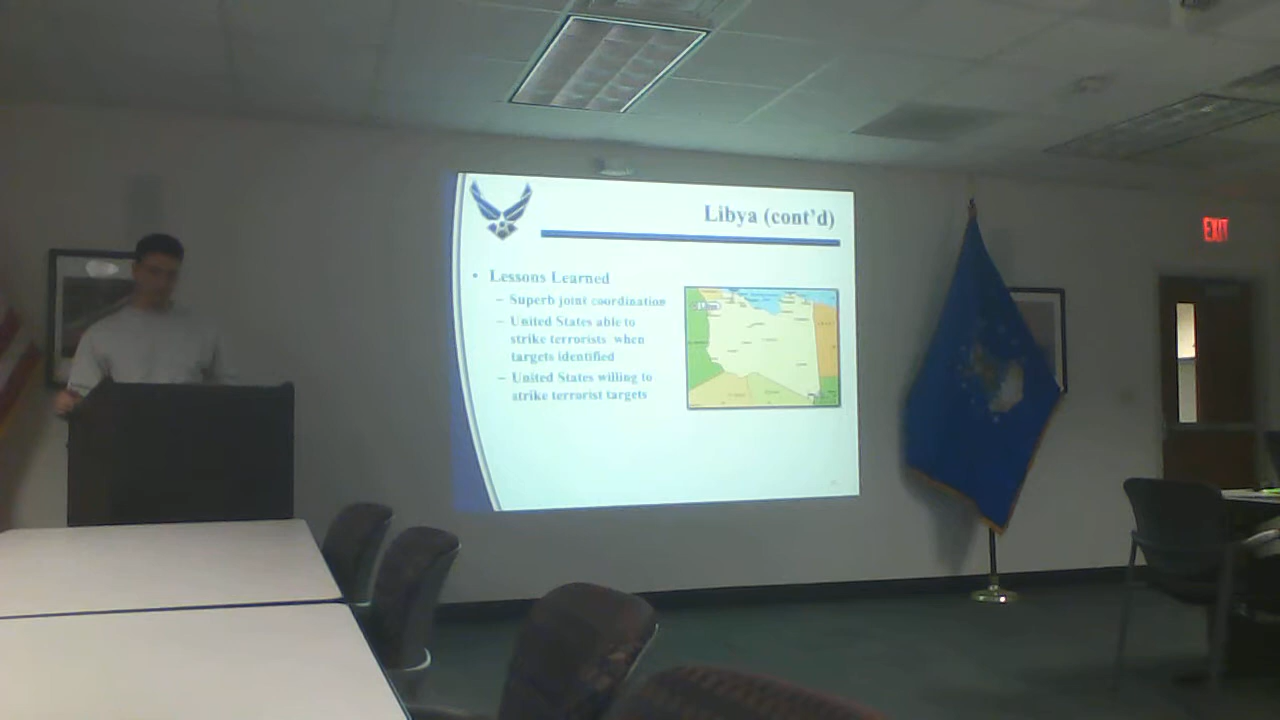 Libya (cont'd)
• Lessons Learned
– Superb joint coordination
– United States able to
strike terrorists when
targets identified
– United States willing to
strike terrorist targets
EXIT